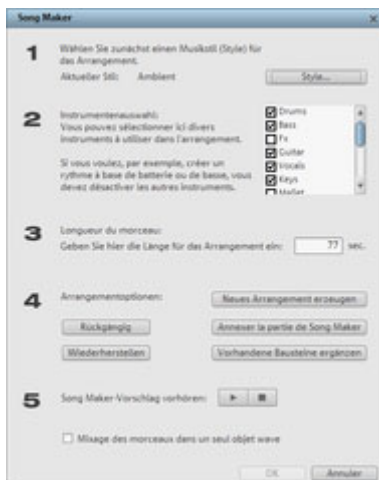 Song Maker
1
Wählen Sie zunächst einen Musikstil (Style) für
das Arrangement.
Aktueller Stil: Ambient
Style...
2
Instrumentenauswahl:
Vous pouvez sélectionner ici divers
instruments à utiliser dans l'arrangement.
Si vous voulez, par exemple, créer un
rythme à base de batterie ou de basse, vous
devez désactiver les autres instruments.
Drums
Bass
Fx
Guitar
Vocals
Keys
Mallet
3
Longueur du morceau:
Geben Sie hier die Länge für das Arrangement ein: 77 sec.
4
Arrangementoptionen:
Neues Arrangement erzeugen
Rückgängig
Annexer la partie de Song Maker
Wiederherstellen
Vorhandene Bausteine ergänzen
5
Song Maker-Vorschlag vorhören:
Mixage des morceaux dans un seul objet wave
OK
Annuler